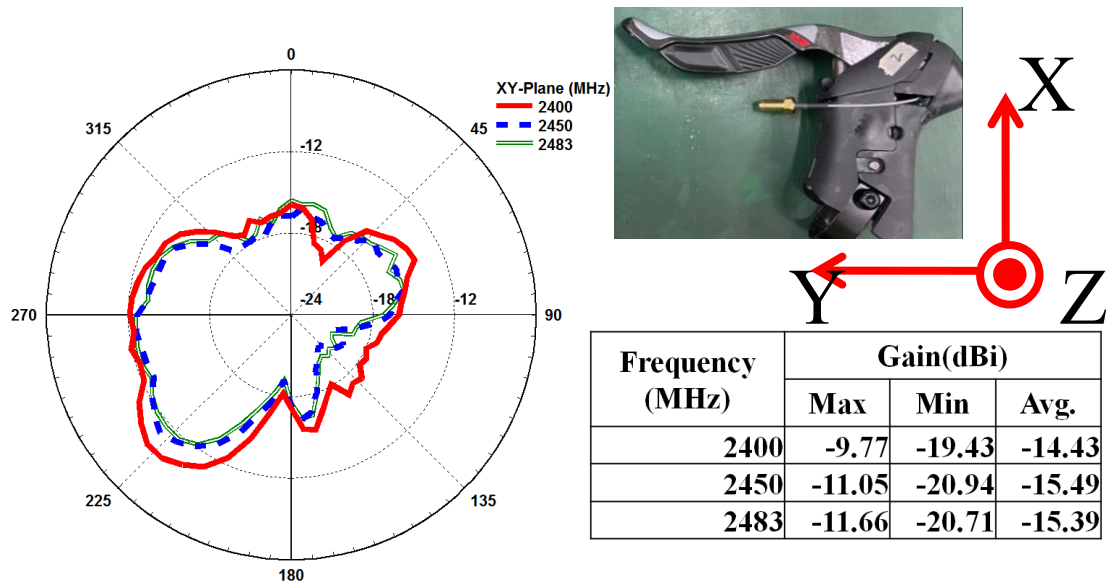 0
45
90
135
180
225
270
315
-12
-18
-24
-18
-12
XY-Plane (MHz)
2400
2450
2483
2
X
Y
Z
Frequency
(MHz)
Gain(dBi)
Max Min Avg.
2400 -9.77 -19.43 -14.43
2450 -11.05 -20.94 -15.49
2483 -11.66 -20.71 -15.39